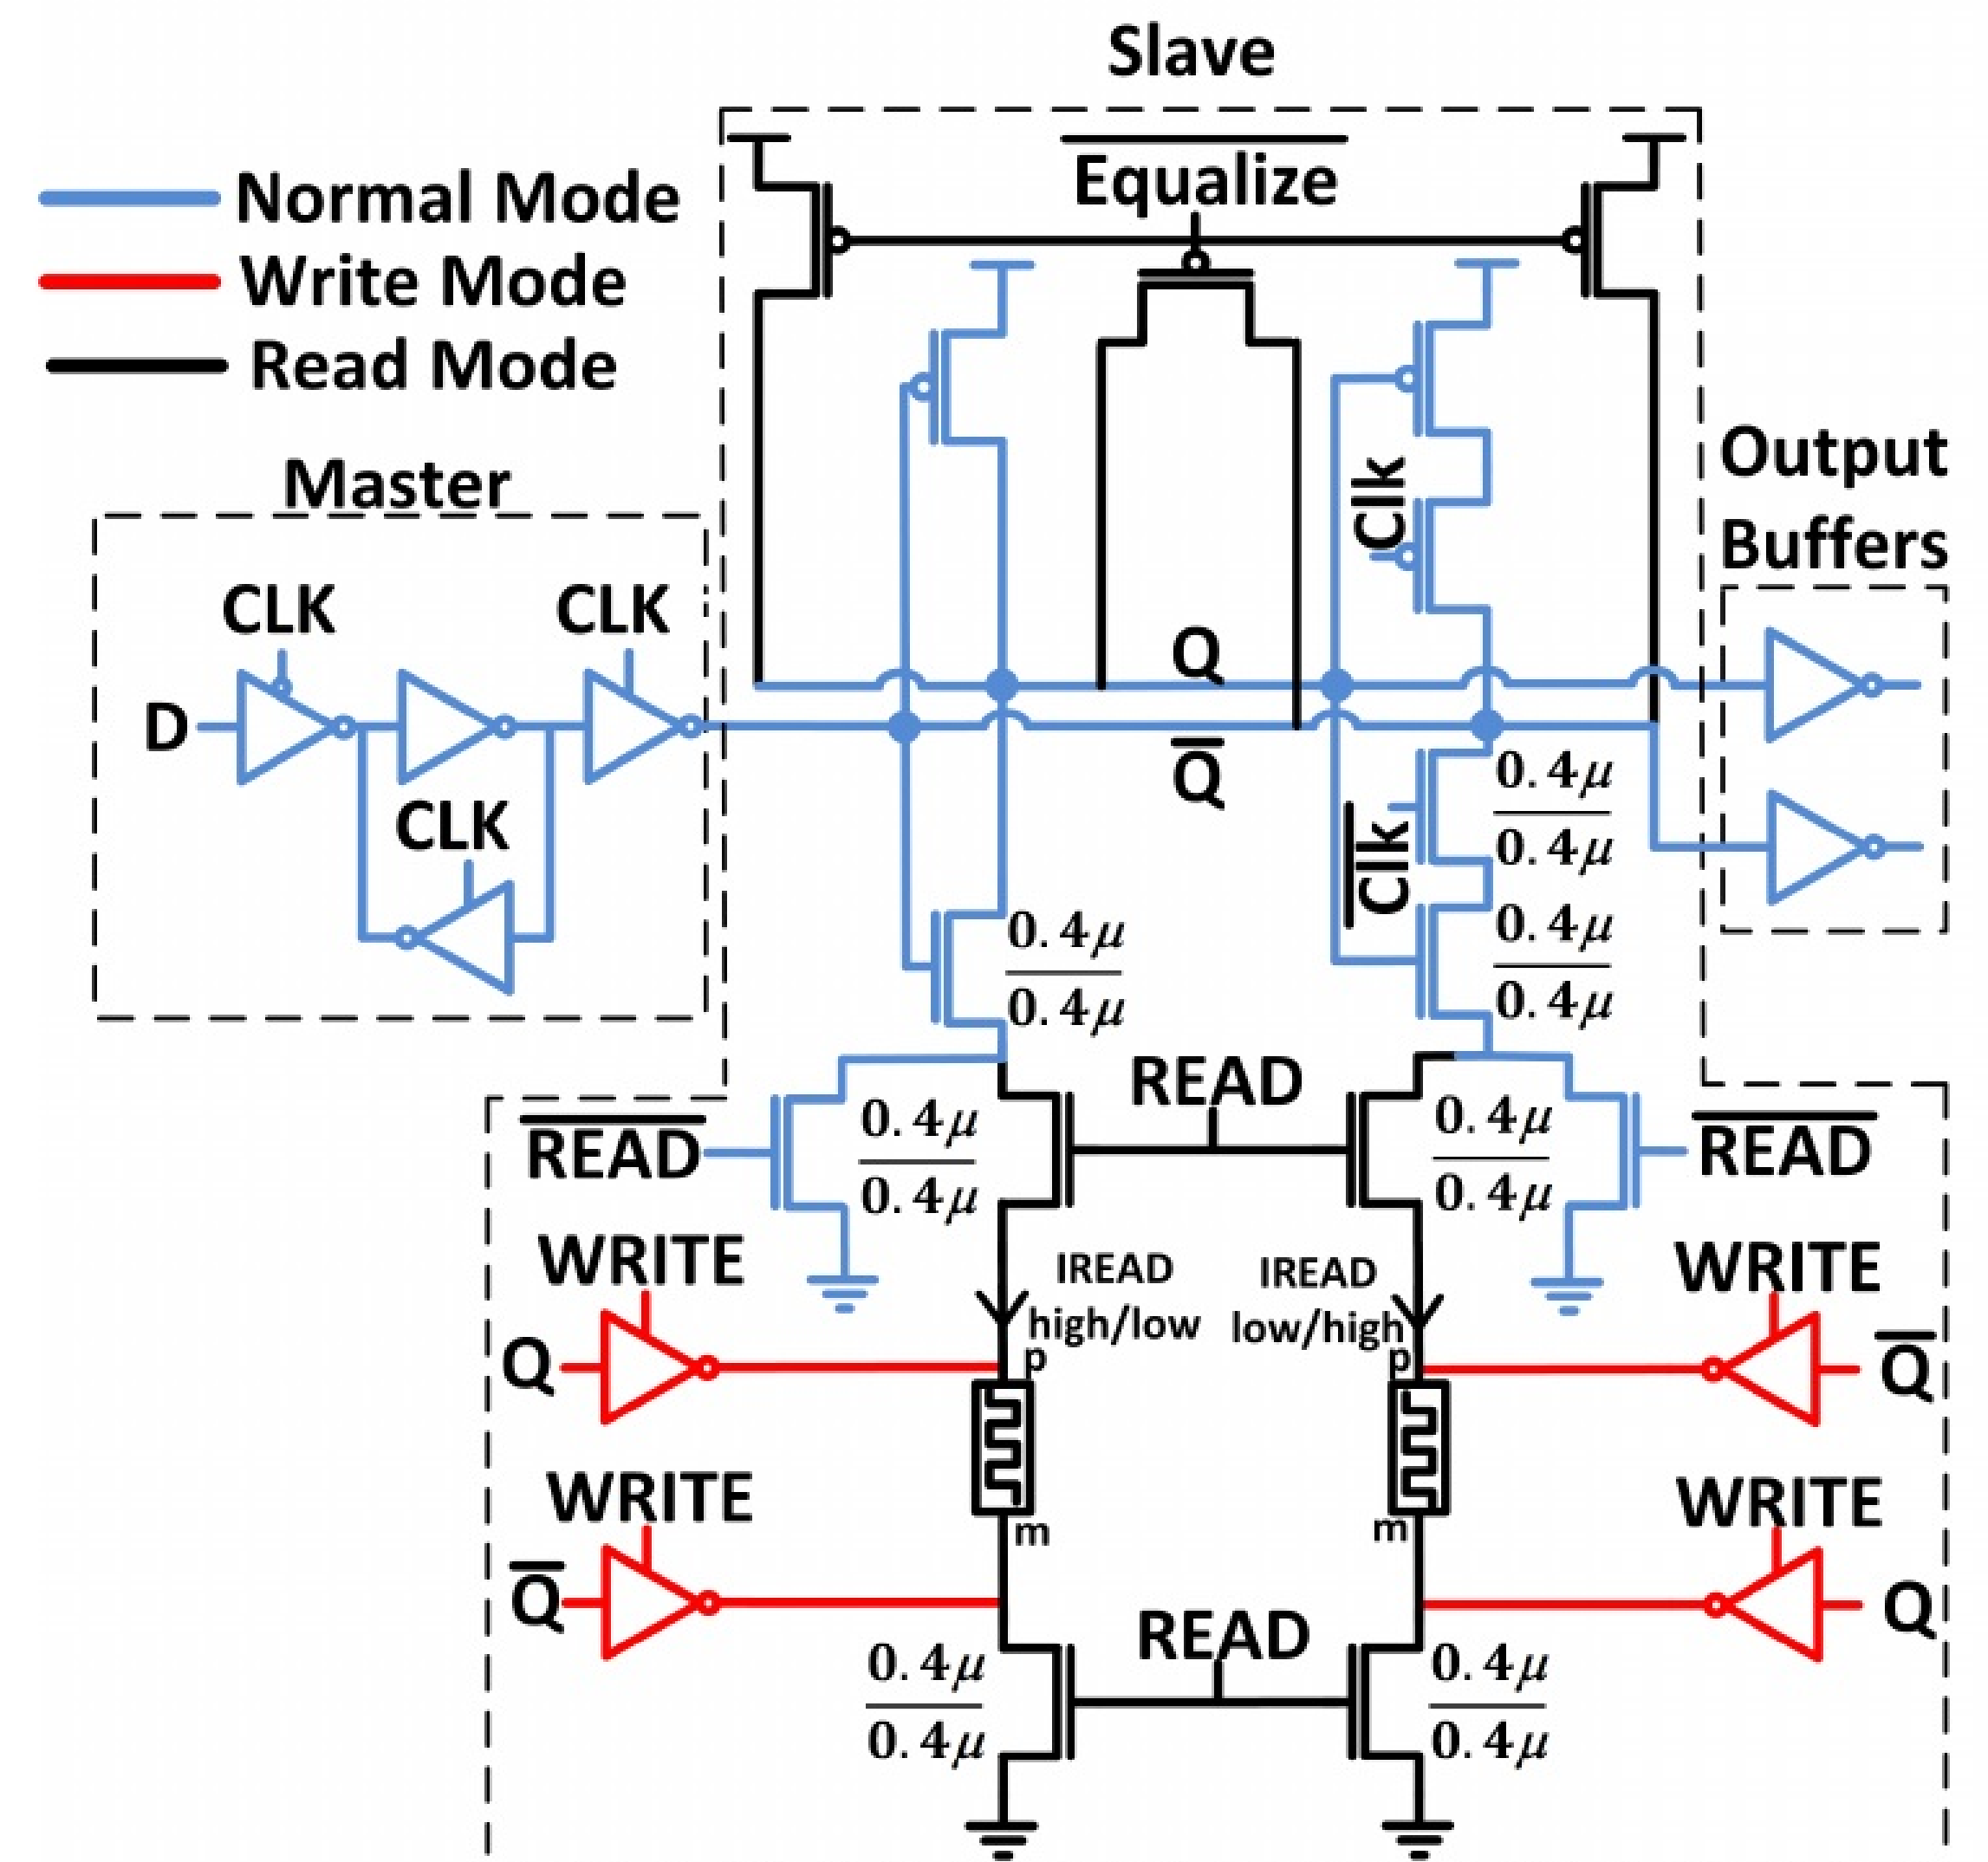 Slave
Equalize
Normal Mode
Write Mode
Read Mode
Master
Clk
Output
Buffers
CLK
CLK
D
CLK
Q
Q
Clk
0.4μ
0.4μ
0.4μ
0.4μ
0.4μ
0.4μ
READ
READ
0.4μ
0.4μ
READ
0.4μ
0.4μ
WRITE
Q
IREAD
high/low
p
IREAD
low/high
p
WRITE
Q
WRITE
Q
m
m
WRITE
Q
READ
0.4μ
0.4μ
0.4μ
0.4μ